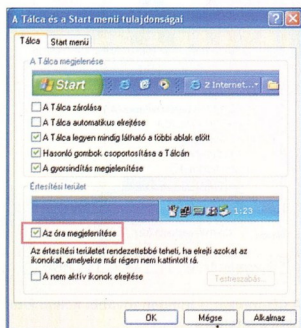 A Tálca és a Start menü tulajdonságai
Tálca Start menü
A Tálca megjelenítése
Start 2 Internet...
A Tálca zárolása
A Tálca automatikus elrejtése
A Tálca legyen mindig látható a többi ablak előtt
Hasonló gombok csoportosítása a Tálcán
A gyorsindítás megjelenítése
Értesítési terület
1:23
Az óra megjelenítése
Az értesítési területet rendezettebbé teheti, ha elrejti azokat az
ikonokat, amelyekre már régen nem kattintott rá.
A nem aktív ikonok elrejtése Testreszabás...
OK Mégse Alkalmaz